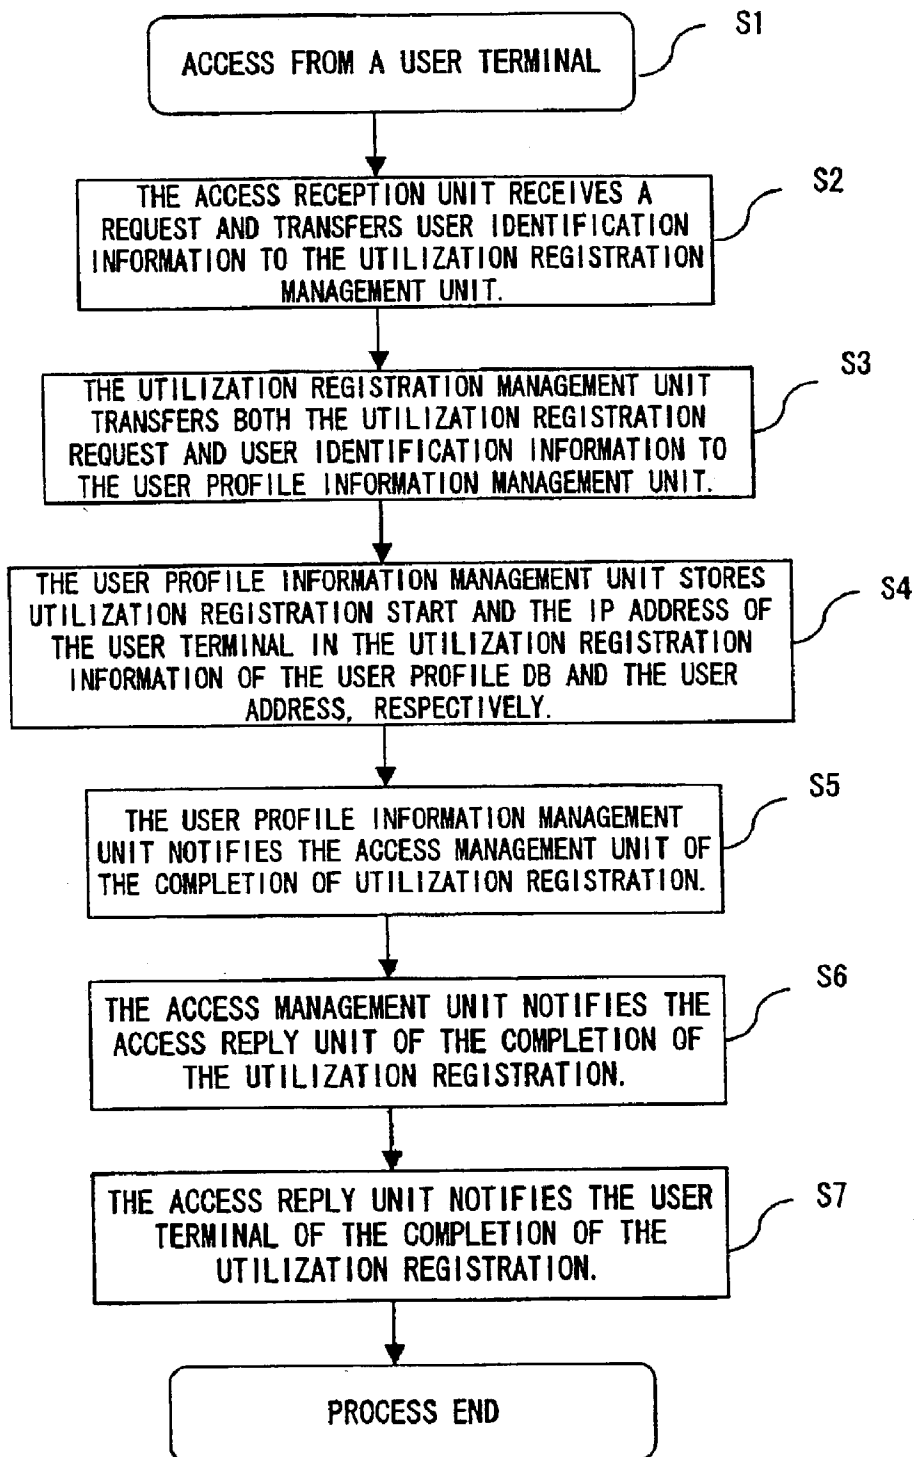 S1
ACCESS FROM A USER TERMINAL
S2
THE ACCESS RECEPTION UNIT RECEIVES A
REQUEST AND TRANSFERS USER IDENTIFICATION
INFORMATION TO THE UTILIZATION REGISTRATION
MANAGEMENT UNIT.
S3
THE UTILIZATION REGISTRATION MANAGEMENT UNIT
TRANSFERS BOTH THE UTILIZATION REGISTRATION
REQUEST AND USER IDENTIFICATION INFORMATION TO
THE USER PROFILE INFORMATION MANAGEMENT UNIT.
S4
THE USER PROFILE INFORMATION MANAGEMENT UNIT STORES
UTILIZATION REGISTRATION START AND THE IP ADDRESS OF
THE USER TERMINAL IN THE UTILIZATION REGISTRATION
INFORMATION OF THE USER PROFILE DB AND THE USER
ADDRESS, RESPECTIVELY.
S5
THE USER PROFILE INFORMATION MANAGEMENT
UNIT NOTIFIES THE ACCESS MANAGEMENT UNIT OF
THE COMPLETION OF UTILIZATION REGISTRATION.
S6
THE ACCESS MANAGEMENT UNIT NOTIFIES THE
ACCESS REPLY UNIT OF THE COMPLETION OF
THE UTILIZATION REGISTRATION.
S7
THE ACCESS REPLY UNIT NOTIFIES THE USER
TERMINAL OF THE COMPLETION OF THE
UTILIZATION REGISTRATION.
PROCESS END